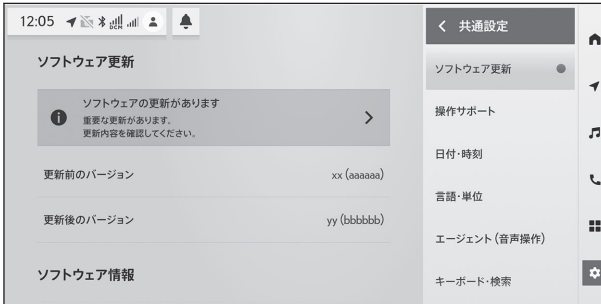 12:05
DCM
ソフトウェア更新
ソフトウェアの更新があります
重要な更新があります。
更新内容を確認してください。
更新前のバージョン xx (aaaaaa)
更新後のバージョン yy (bbbbbb)
ソフトウェア情報
共通設定
ソフトウェア更新
操作サポート
日付・時刻
言語・単位
エージェント（音声操作）
キーボード・検索